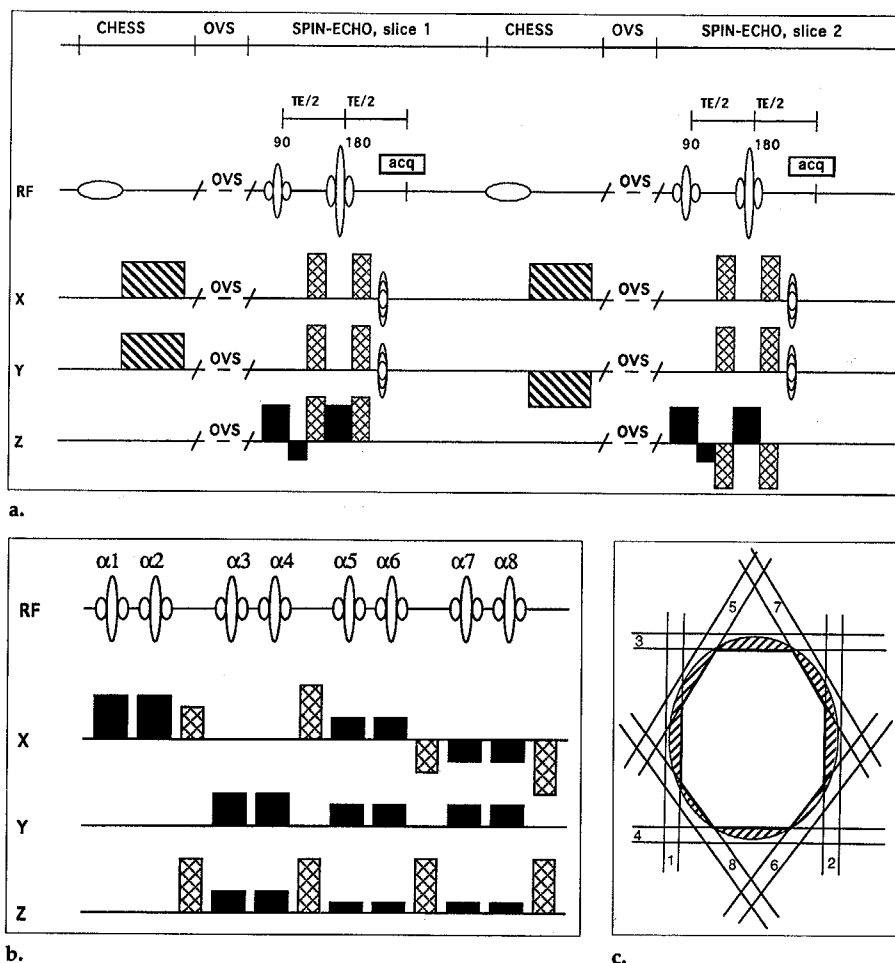 CHESS OVS SPIN-ECHO, slice 1 CHESS OVS SPIN-ECHO, slice 2
TE/2 TE/2 TE/2 TE/2
90 180 90 180
acq acq
RF OVS OVS
X OVS OVS
Y OVS OVS
Z OVS OVS
a.
α1 α2 α3 α4 α5 α6 α7 α8
RF
X
Y
Z
b.
5 7
3
4
1 8 6 2
c.